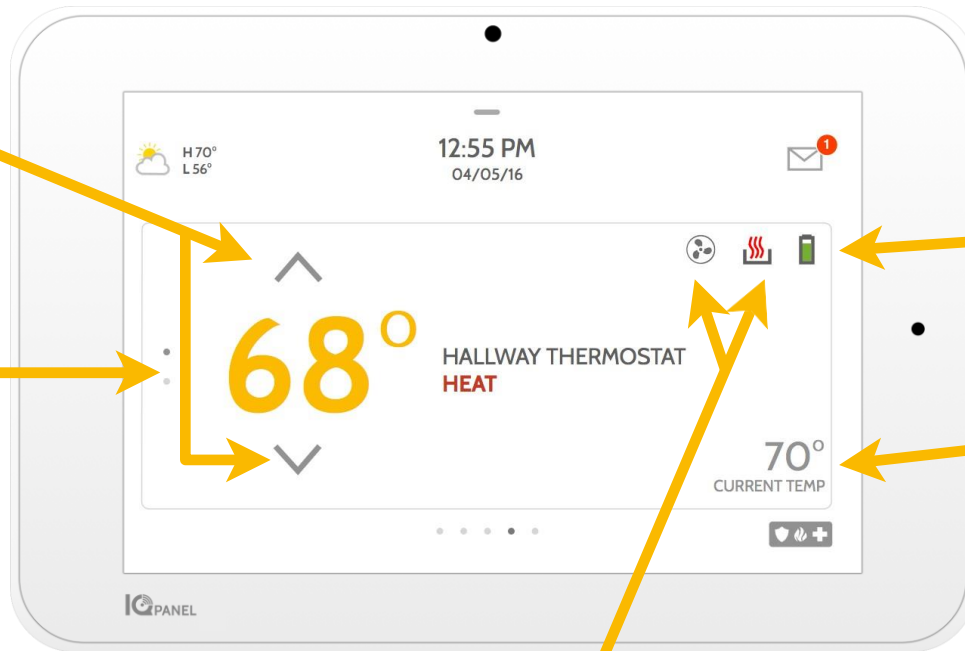 H 70°
L 56°
12:55 PM
04/05/16
1
68°
HALLWAY THERMOSTAT
HEAT
70°
CURRENT TEMP
IQ PANEL